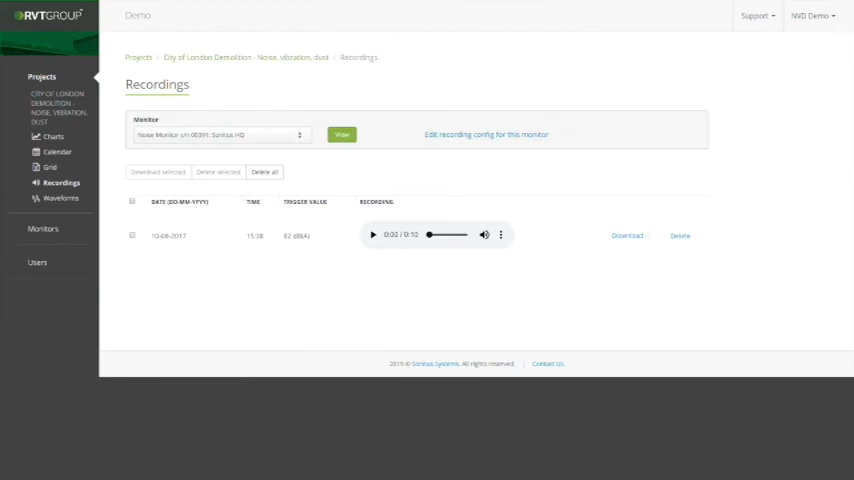 RVTGROUP
Demo
Support
NVD Demo
Projects
CITY OF LONDON
DEMOLITION -
NOISE, VIBRATION,
DUST
Charts
Calendar
Grid
Recordings
Waveforms
Monitors
Users
Projects / City of London Demolition - Noise, vibration, dust / Recordings
Recordings
Monitor
Noise Monitor s/n 00391: Sonitus HQ
View
Edit recording config for this monitor
Download selected
Delete selected
Delete all
DATE (DD-MM-YYYY) TIME TRIGGER VALUE RECORDING
10-08-2017 15:38 82 dB(A) 0:00 / 0:10 Download Delete
2019 © Sonitus Systems. All rights reserved. | Contact Us